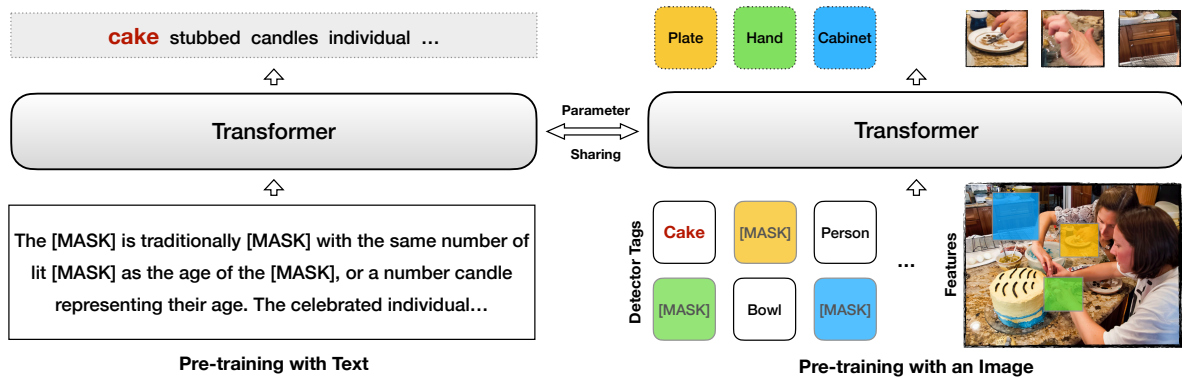 cake stubbed candles individual ...
Transformer
The [MASK] is traditionally [MASK] with the same number of
lit [MASK] as the age of the [MASK], or a number candle
representing their age. The celebrated individual...
Pre-training with Text
Parameter
Sharing
Plate Hand Cabinet
Transformer
Detector Tags
Cake [MASK] Person
[MASK] Bowl [MASK]
...
Features
Pre-training with an Image